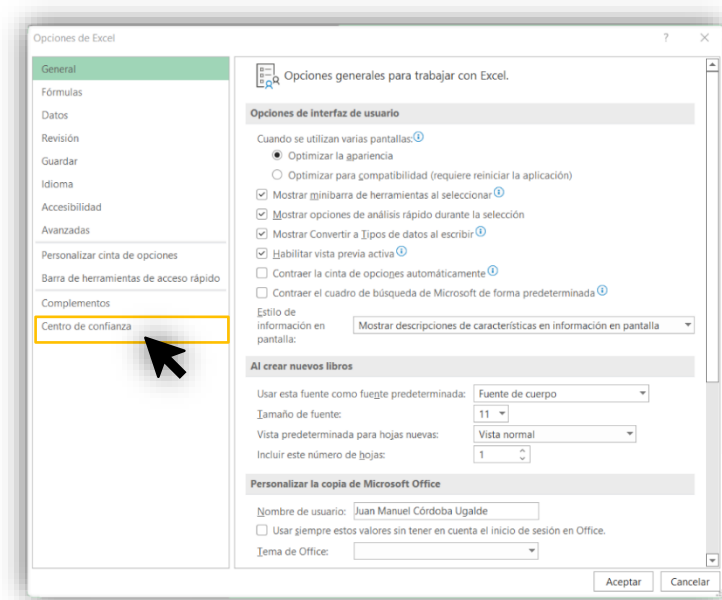 Opciones de Excel
?
General
Fórmulas
Datos
Revisión
Guardar
Idioma
Accesibilidad
Avanzadas
Personalizar cinta de opciones
Barra de herramientas de acceso rápido
Complementos
Centro de confianza
Opciones generales para trabajar con Excel.
Opciones de interfaz de usuario
Cuando se utilizan varias pantallas:
Optimizar la apariencia
Optimizar para compatibilidad (requiere reiniciar la aplicación)
Mostrar minibarra de herramientas al seleccionar
Mostrar opciones de análisis rápido durante la selección
Mostrar Convertir a Tipos de datos al escribir
Habilitar vista previa activa
Contraer la cinta de opciones automáticamente
Contraer el cuadro de búsqueda de Microsoft de forma predeterminada
Estilo de
información en
pantalla:
Mostrar descripciones de características en información en pantalla
Al crear nuevos libros
Usar esta fuente como fuente predeterminada: Fuente de cuerpo
Tamaño de fuente: 11
Vista predeterminada para hojas nuevas: Vista normal
Incluir este número de hojas: 1
Personalizar la copia de Microsoft Office
Nombre de usuario: Juan Manuel Córdoba Ugalde
Usar siempre estos valores sin tener en cuenta el inicio de sesión en Office.
Tema de Office:
Aceptar Cancelar